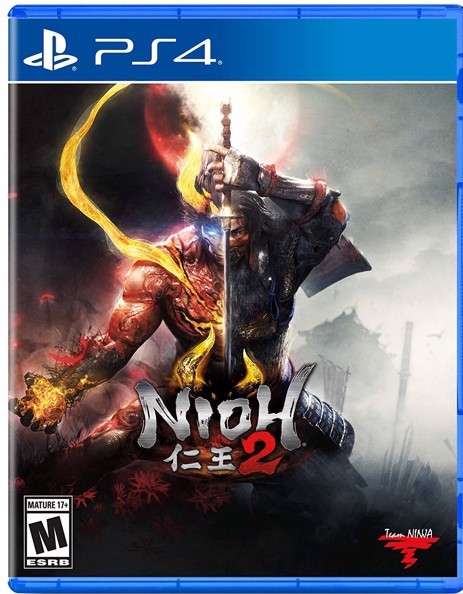 PS4
NIOH
仁王2
MATURE 17+
M
ESRB
Team NINJA